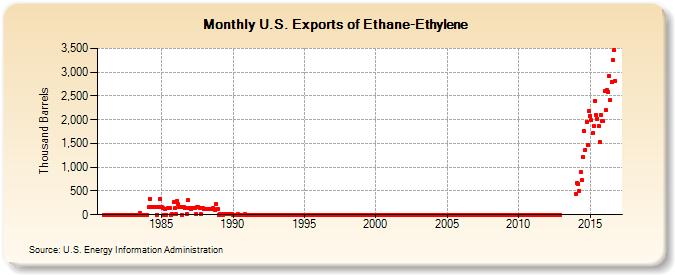 Monthly U.S. Exports of Ethane-Ethylene
Thousand Barrels
3,500
3,000
2,500
2,000
1,500
1,000
500
0
1985 1990 1995 2000 2005 2010 2015
Source: U.S. Energy Information Administration